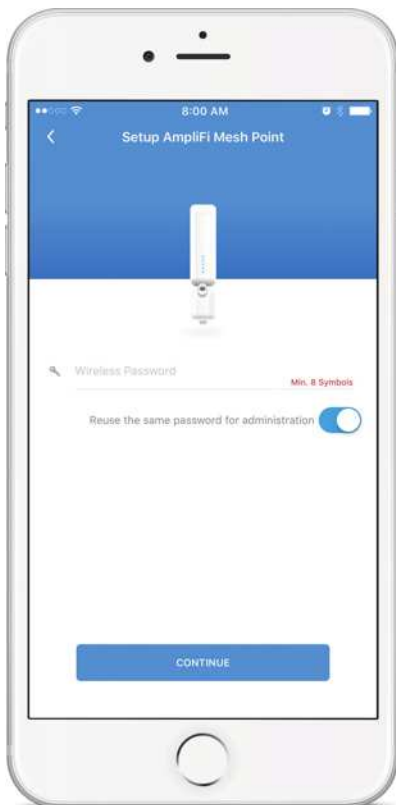 8:00 AM
Setup AmpliFi Mesh Point
Wireless Password
Min. 8 Symbols
Reuse the same password for administration
CONTINUE